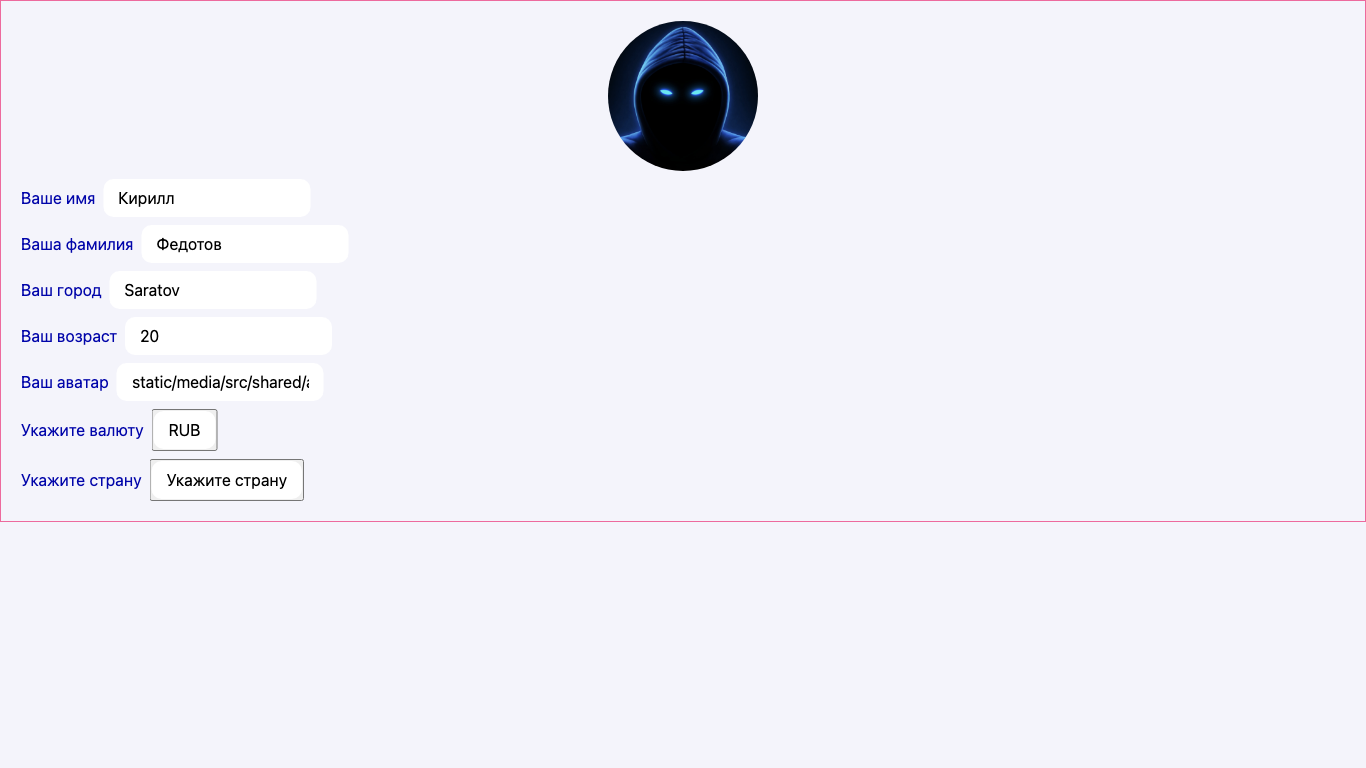 Ваше имя Кирилл
Ваша фамилия Федотов
Ваш город Saratov
Ваш возраст 20
Ваш аватар static/media/src/shared/
Укажите валюту RUB
Укажите страну Укажите страну